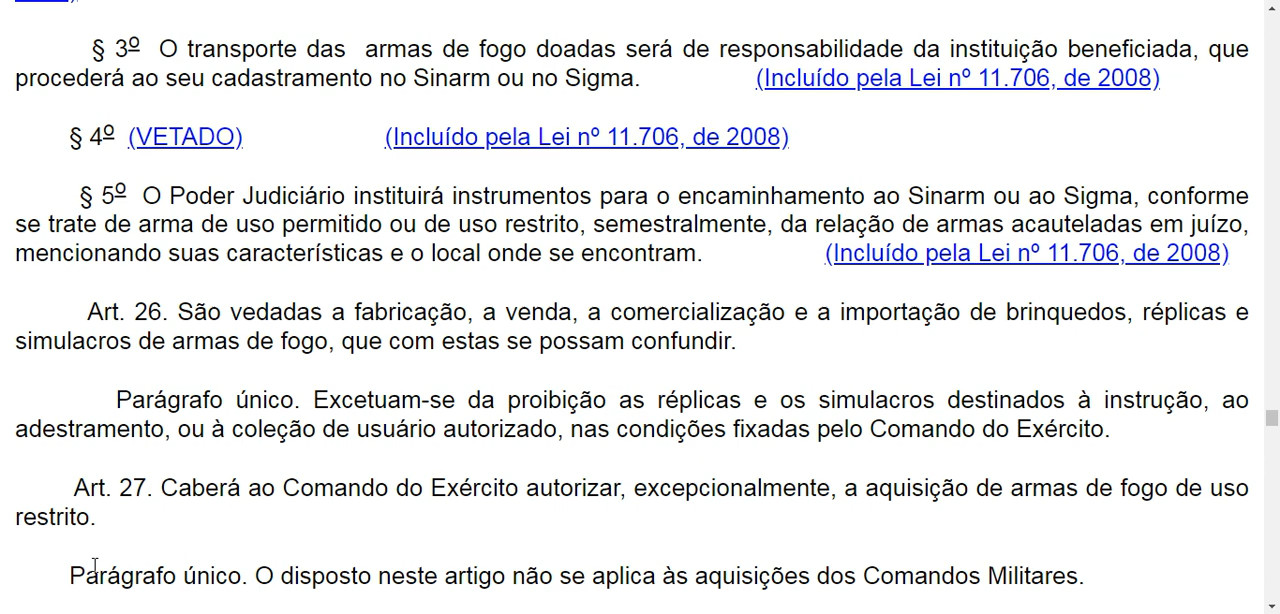 § 3º O transporte das armas de fogo doadas será de responsabilidade da instituição beneficiada, que
procederá ao seu cadastramento no Sinarm ou no Sigma. (Incluído pela Lei nº 11.706, de 2008)
§ 4º (VETADO) (Incluído pela Lei nº 11.706, de 2008)
§ 5º O Poder Judiciário instituirá instrumentos para o encaminhamento ao Sinarm ou ao Sigma, conforme
se trate de arma de uso permitido ou de uso restrito, semestralmente, da relação de armas acauteladas em juízo,
mencionando suas características e o local onde se encontram. (Incluído pela Lei nº 11.706, de 2008)
Art. 26. São vedadas a fabricação, a venda, a comercialização e a importação de brinquedos, réplicas e
simulacros de armas de fogo, que com estas se possam confundir.
Parágrafo único. Excetuam-se da proibição as réplicas e os simulacros destinados à instrução, ao
adestramento, ou à coleção de usuário autorizado, nas condições fixadas pelo Comando do Exército.
Art. 27. Caberá ao Comando do Exército autorizar, excepcionalmente, a aquisição de armas de fogo de uso
restrito.
Parágrafo único. O disposto neste artigo não se aplica às aquisições dos Comandos Militares.